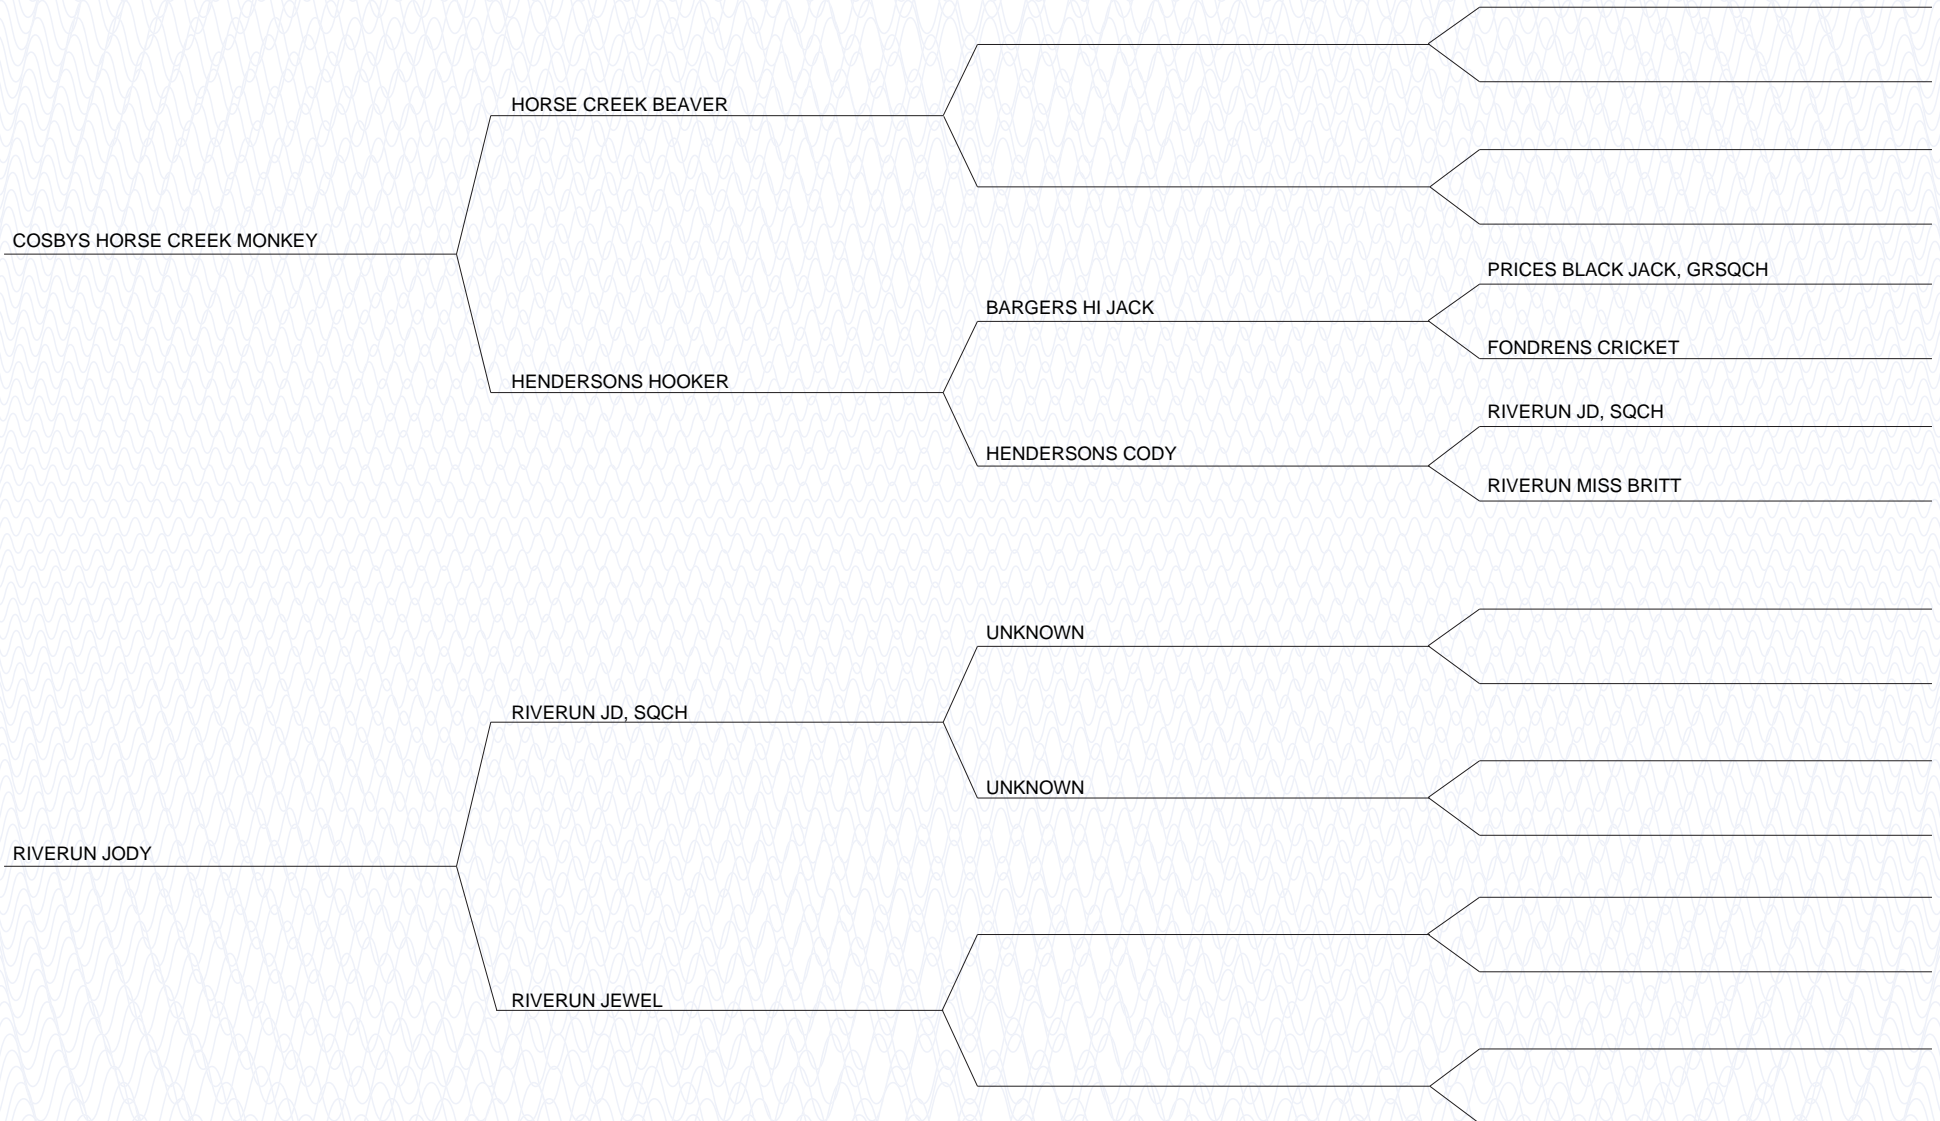 HORSE CREEK BEAVER
COSBYS HORSE CREEK MONKEY
PRICES BLACK JACK, GRSQCH
BARGERS HI JACK
FONDRENS CRICKET
HENDERSONS HOOKER
RIVERUN JD, SQCH
HENDERSONS CODY
RIVERUN MISS BRITT
UNKNOWN
RIVERUN JD, SQCH
UNKNOWN
RIVERUN JODY
RIVERUN JEWEL